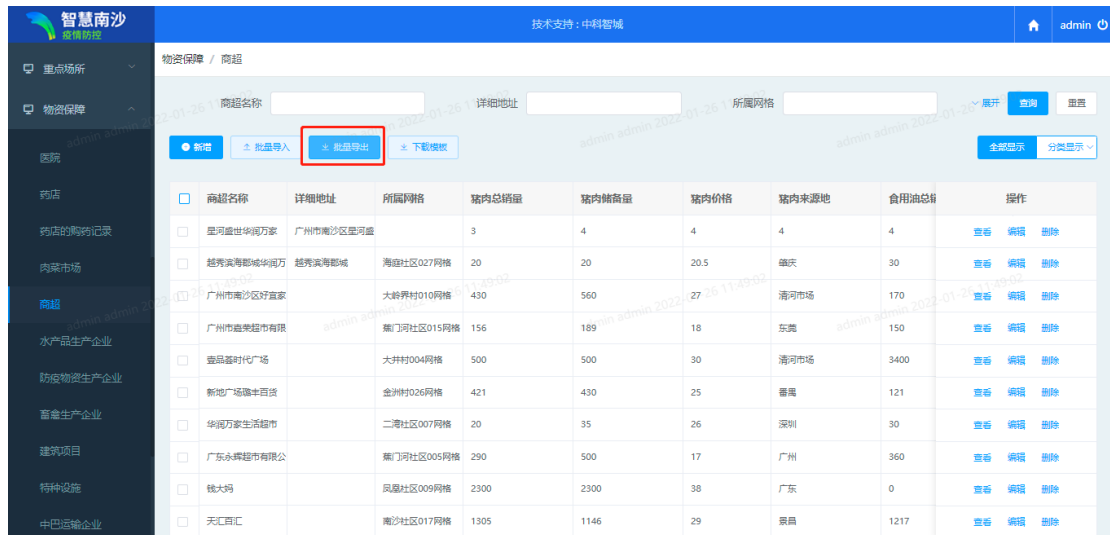 智慧南沙
疫情防控
技术支持 : 中科智城
admin
重点场所
物资保障
医院
药店
药店的购药记录
肉菜市场
商超
水产品生产企业
防疫物资生产企业
畜禽生产企业
建筑项目
特种设施
中巴运输企业
物资保障 / 商超
商超名称 详细地址 所属网格 展开 查询 重置
新增 批量导入 批量导出 下载模板 全部显示 分类显示
商超名称 详细地址 所属网格 猪肉总销量 猪肉储备量 猪肉价格 猪肉来源地 食用油总销 操作
星河盛世华润万家 广州市南沙区星河盛 3 4 4 4 4 查看 编辑 删除
越秀滨海郡城华润万 越秀滨海郡城 海庭社区027网格 20 20 20.5 肇庆 30 查看 编辑 删除
广州市南沙区好宜家 大岭界村010网格 430 560 27 清河市场 170 查看 编辑 删除
广州市嘉荣超市有限 蕉门河社区015网格 156 189 18 东莞 150 查看 编辑 删除
壹品荟时代广场 大井村004网格 500 500 30 清河市场 3400 查看 编辑 删除
新地广场璐丰百货 金洲村026网格 421 430 25 番禺 121 查看 编辑 删除
华润万家生活超市 二湾社区007网格 20 35 26 深圳 30 查看 编辑 删除
广东永辉超市有限公 蕉门河社区005网格 290 500 17 广州 360 查看 编辑 删除
钱大妈 凤凰社区009网格 2300 2300 38 广东 0 查看 编辑 删除
天汇百汇 南沙社区017网格 1305 1146 29 景昌 1217 查看 编辑 删除